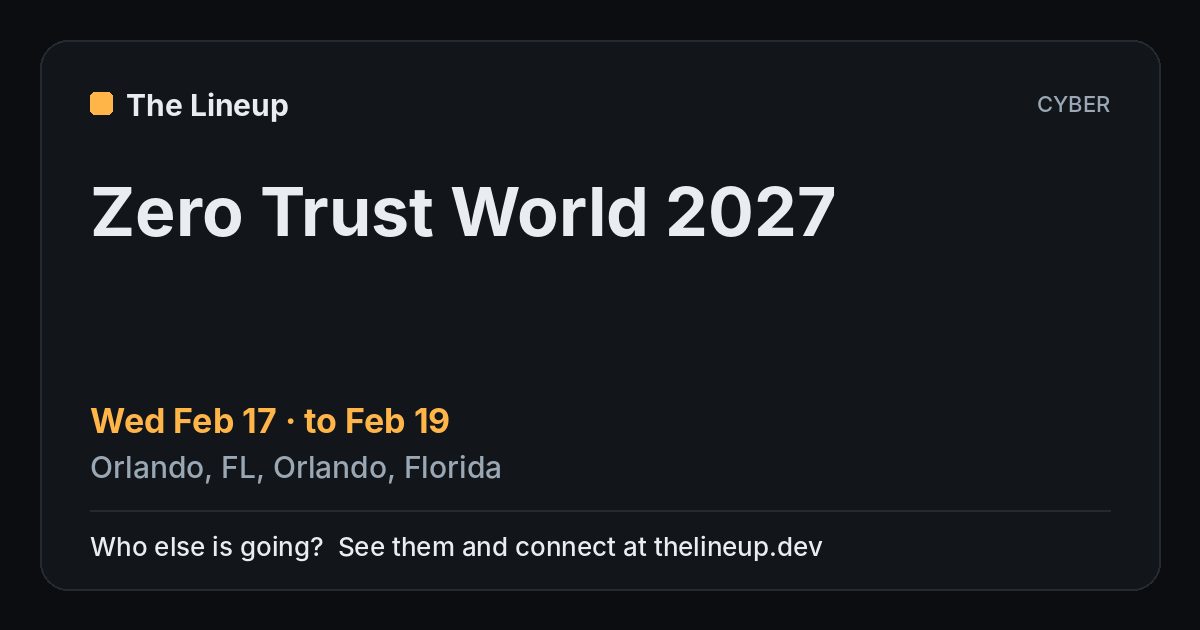 The Lineup
CYBER
Zero Trust World 2027
Wed Feb 17 · to Feb 19
Orlando, FL, Orlando, Florida
Who else is going? See them and connect at thelineup.dev